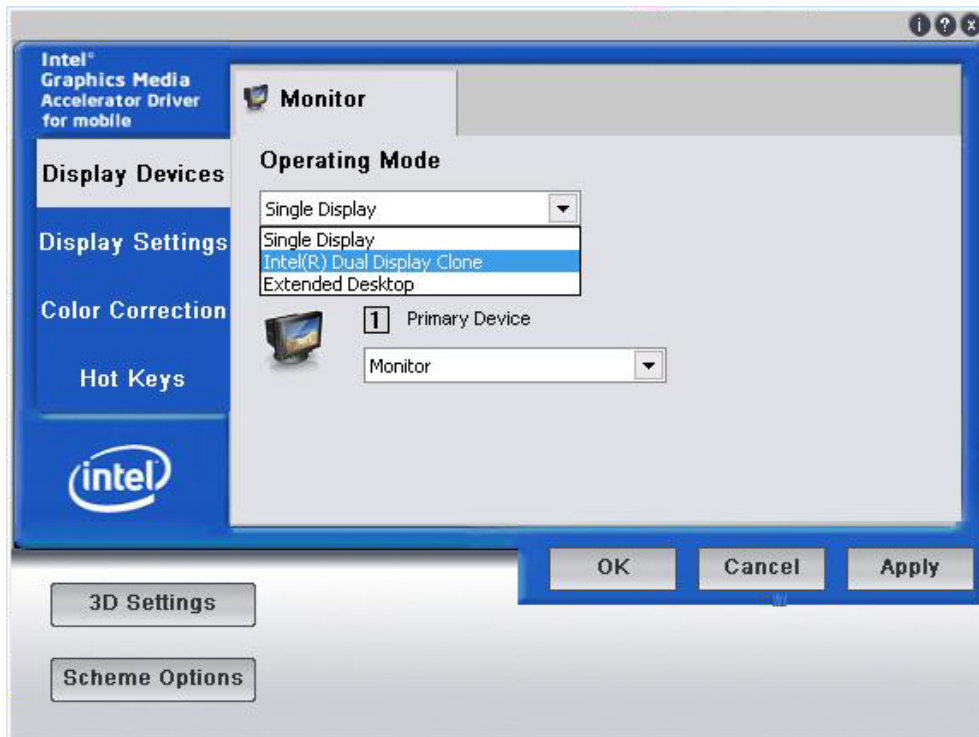 i ? x
Intel®
Graphics Media
Accelerator Driver
for mobile
Monitor
Display Devices
Display Settings
Color Correction
Hot Keys
intel
Operating Mode
Single Display
Single Display
Intel(R) Dual Display Clone
Extended Desktop
1 Primary Device
Monitor
OK Cancel Apply
3D Settings
Scheme Options